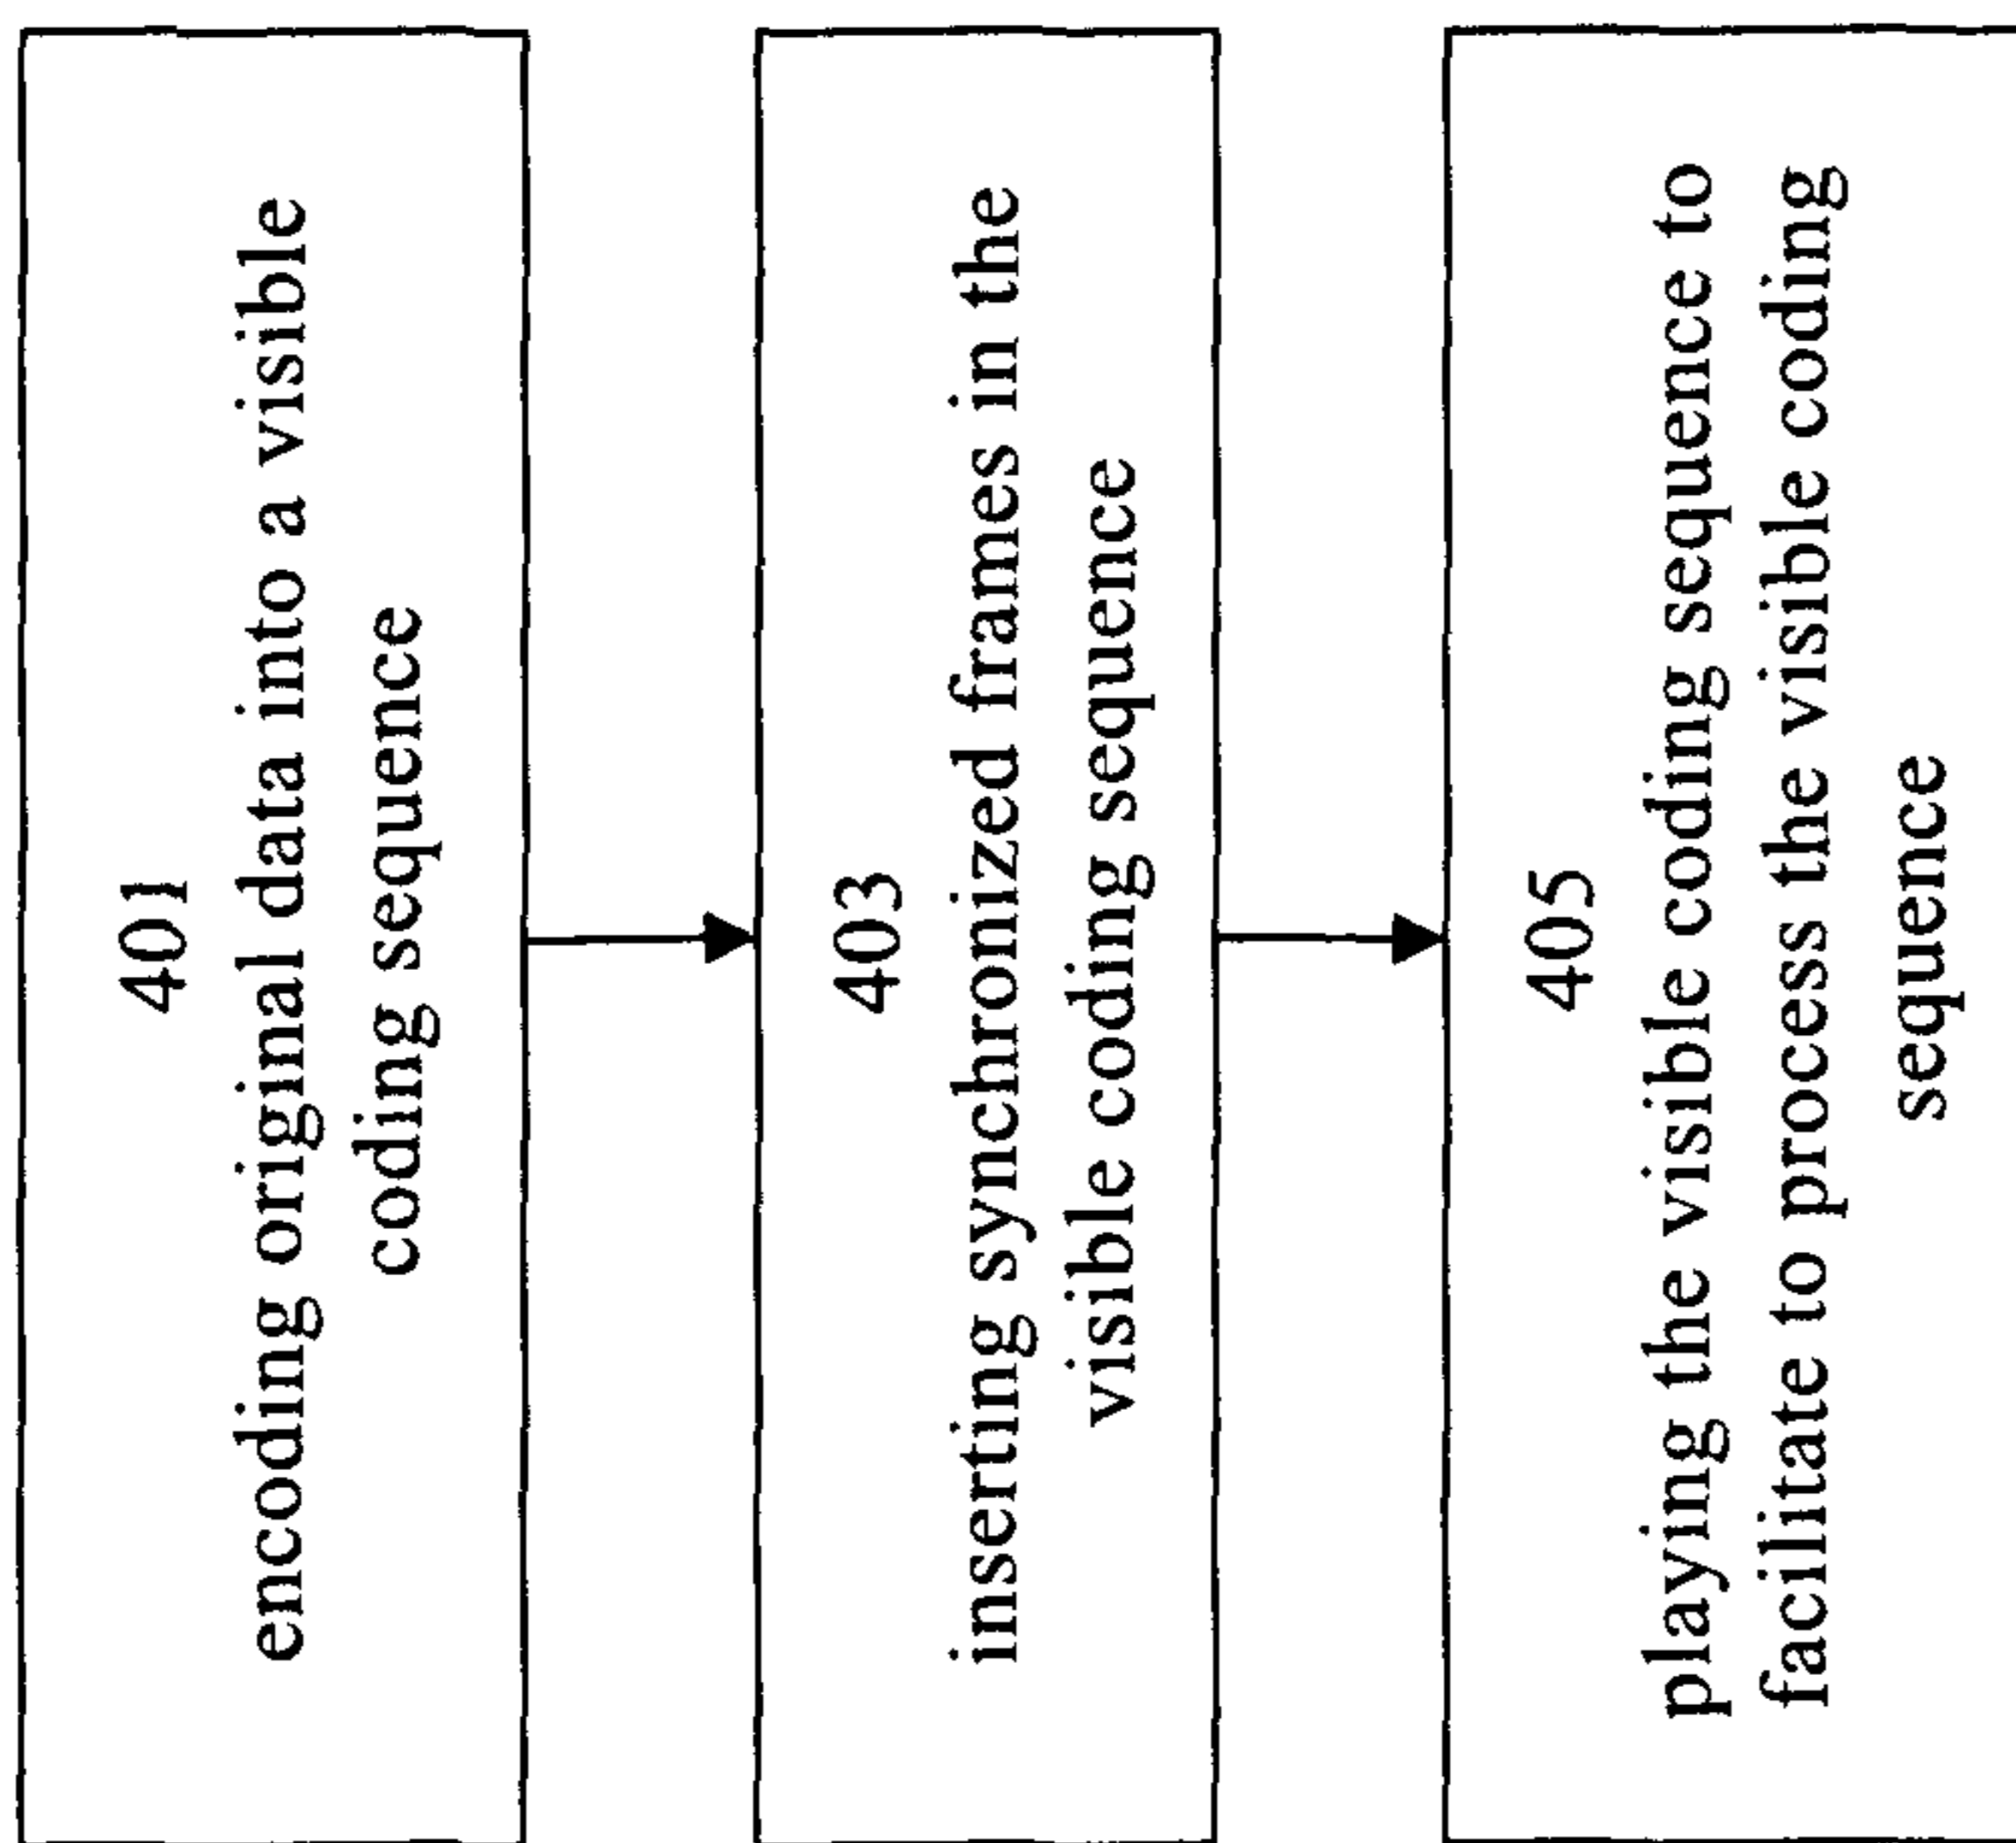 401
encoding original data into a visible
coding sequence
403
inserting synchronized frames in the
visible coding sequence
405
playing the visible coding sequence to
facilitate to process the visible coding
sequence